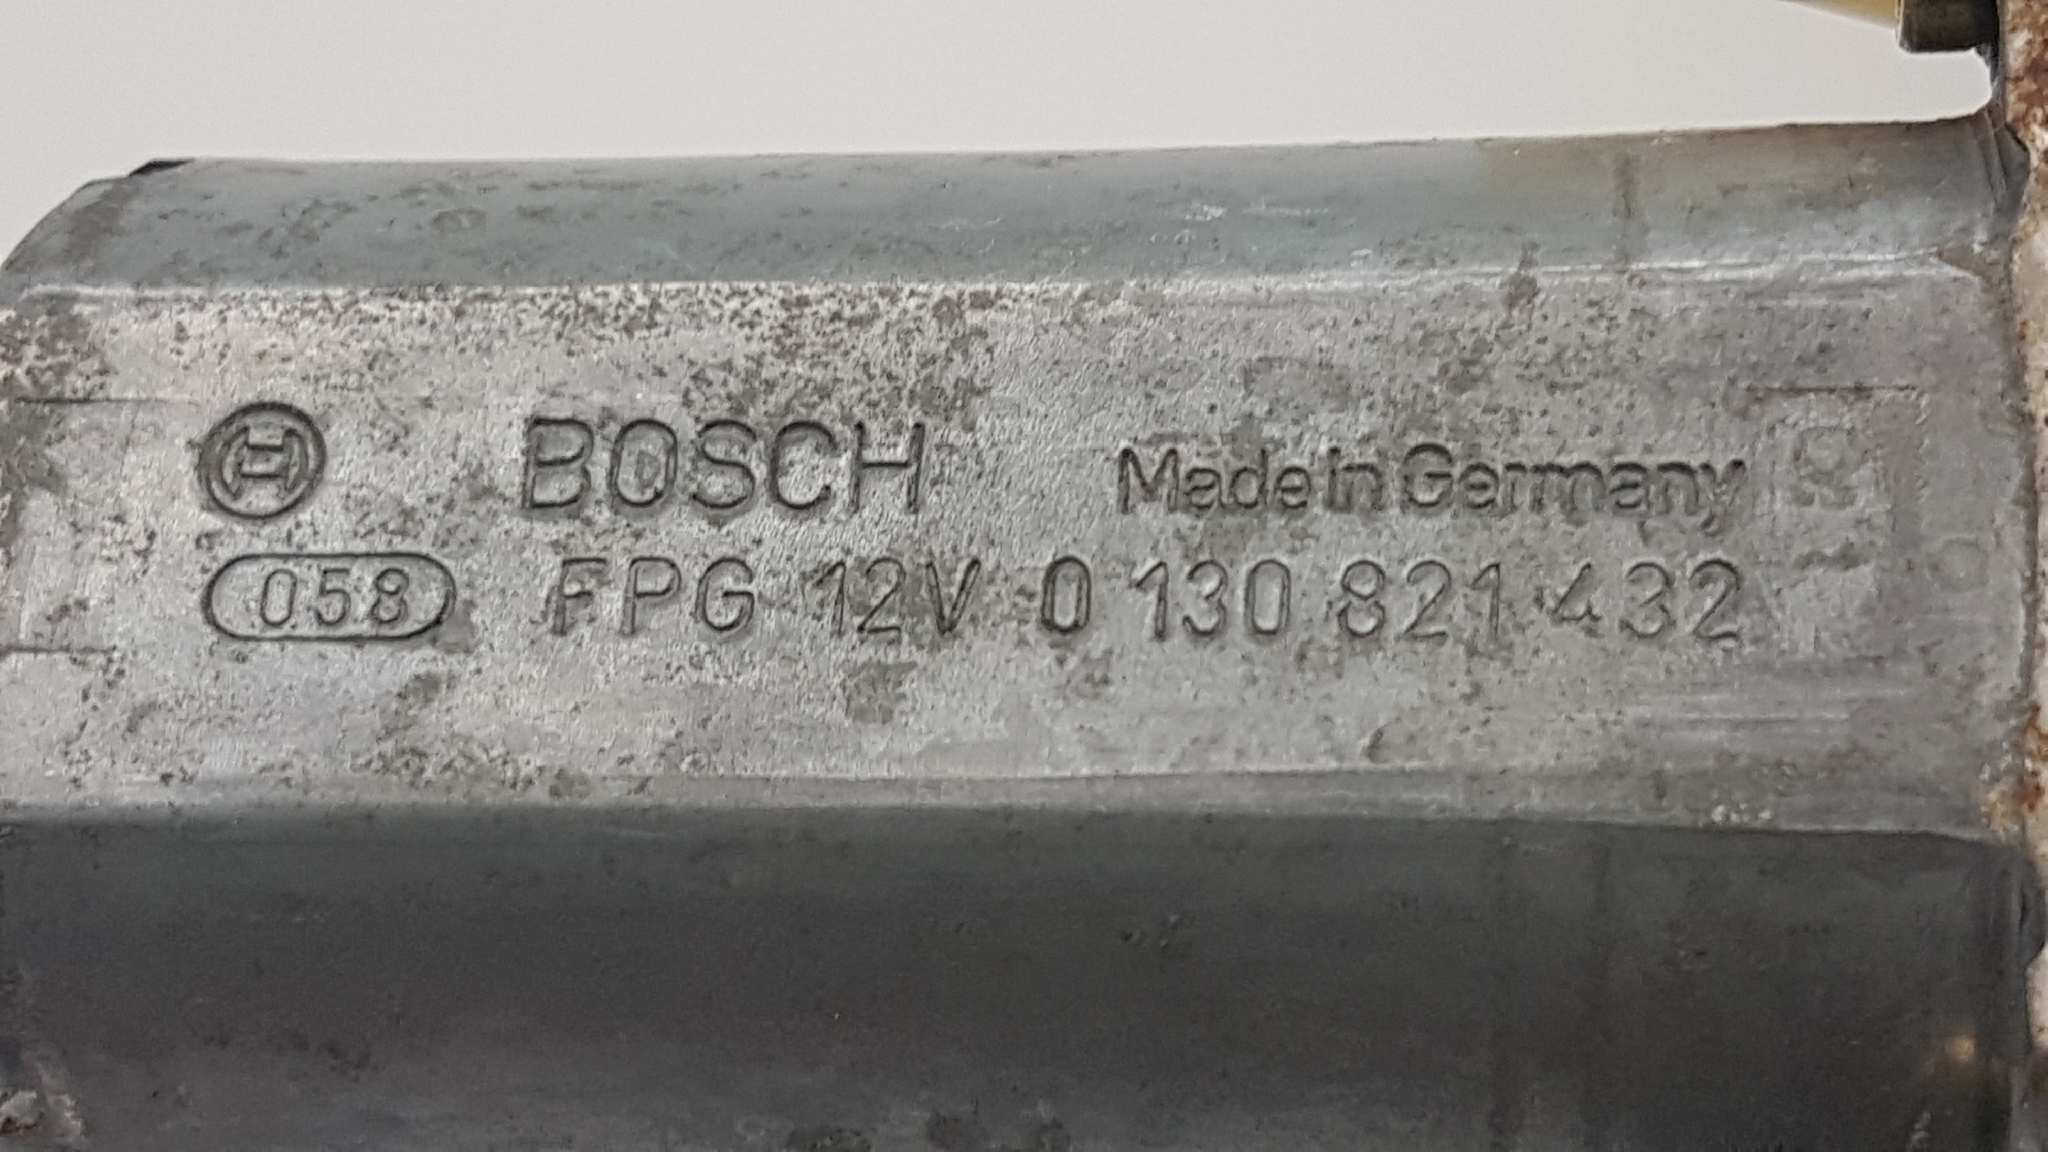 BOSCH Made in Germany
058 FPG 12V 0 130 821 432